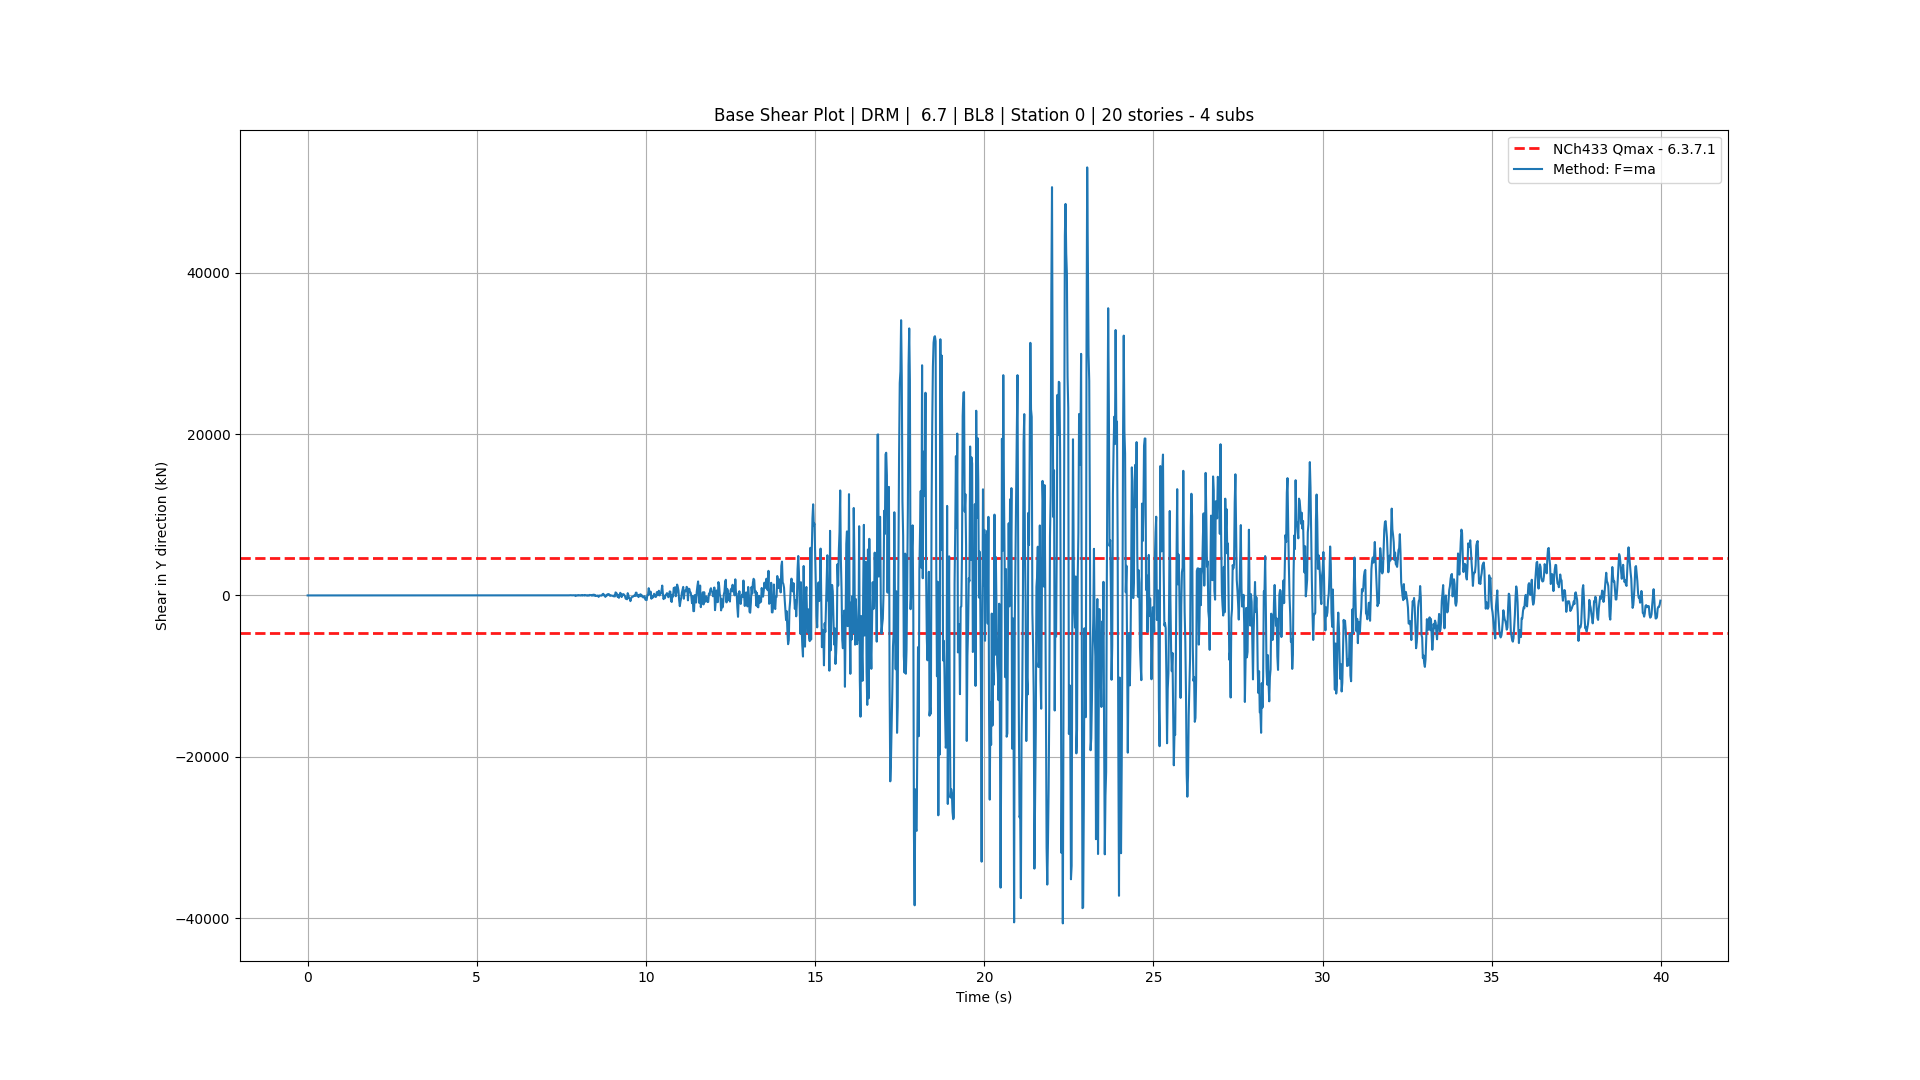 Base Shear Plot | DRM |  6.7 | BL8 | Station 0 | 20 stories - 4 subs
NCh433 Qmax - 6.3.7.1
Method: F=ma
Shear in Y direction (kN)
40000
20000
0
−20000
−40000
0 5 10 15 20 25 30 35 40
Time (s)